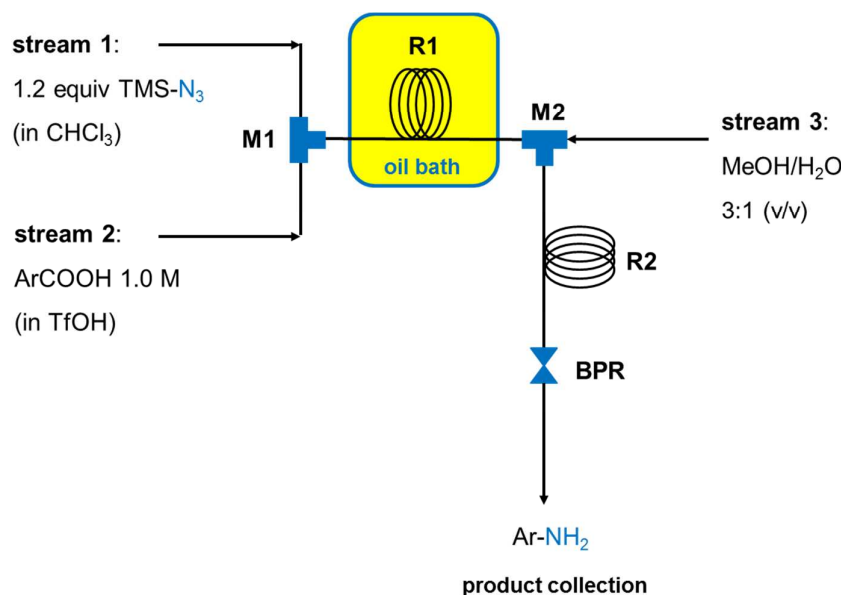 stream 1:
1.2 equiv TMS-N₃
(in CHCl₃)
M1
R1
oil bath
M2
stream 3:
MeOH/H₂O
3:1 (v/v)
stream 2:
ArCOOH 1.0 M
(in TfOH)
R2
BPR
Ar-NH₂
product collection